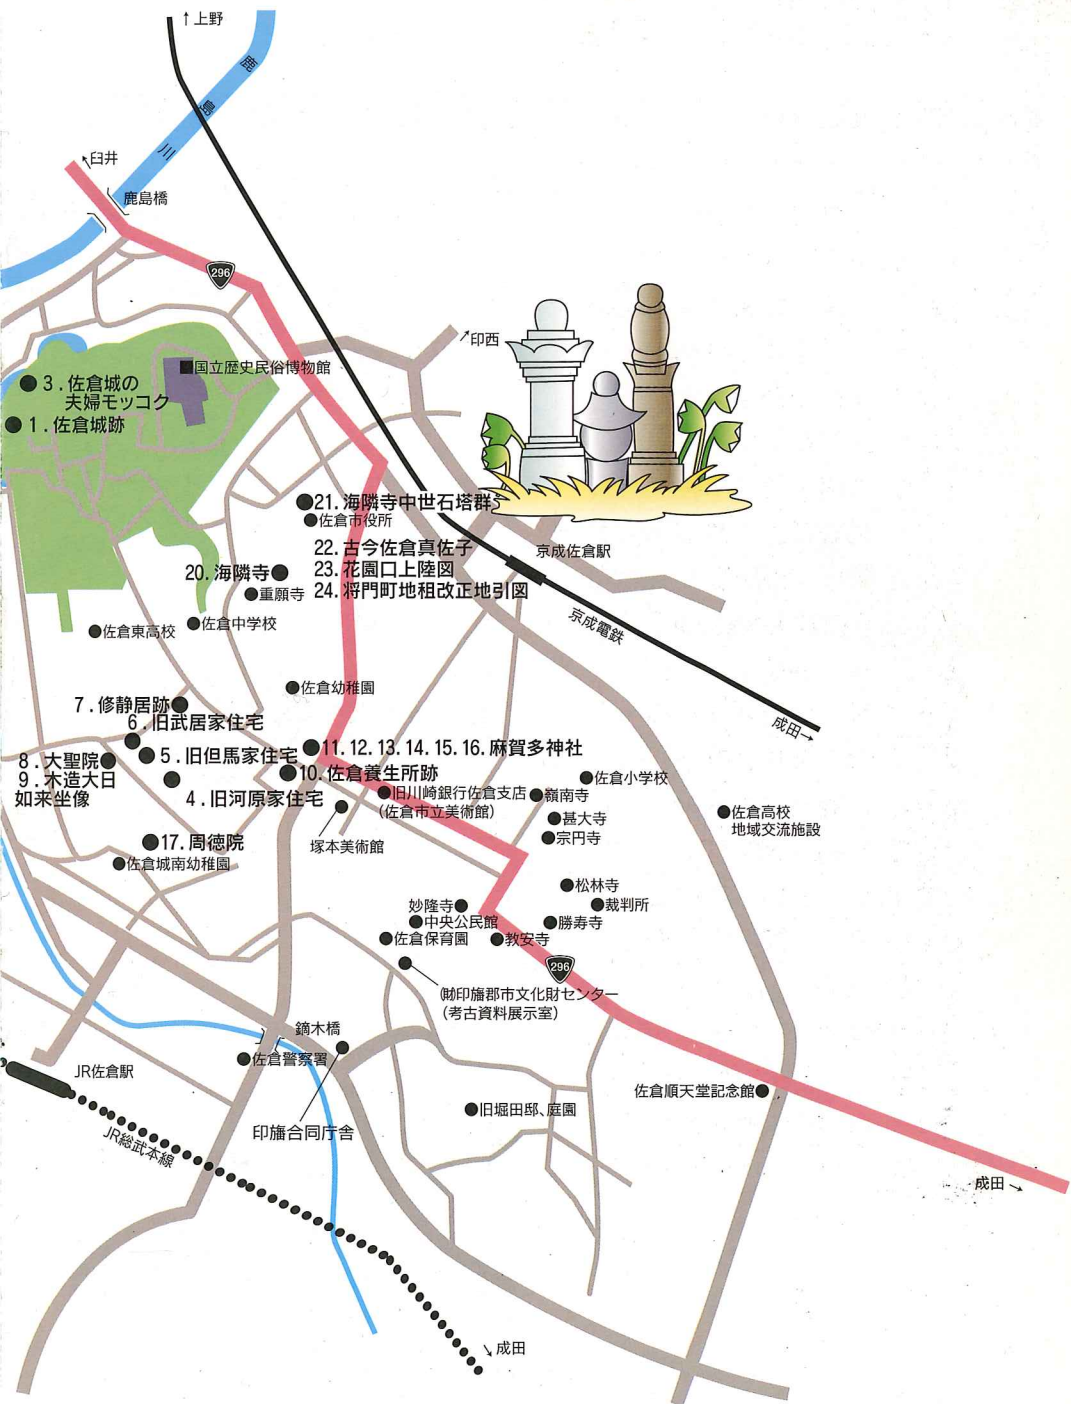 ↑上野
鹿島川
↖臼井
鹿島橋
296
↗印西
■国立歴史民俗博物館
●3.佐倉城の
夫婦モッコク
●1.佐倉城跡
●21.海隣寺中世石塔群
●佐倉市役所
22.古今佐倉真佐子
23.花園口上陸図
24.将門町地租改正地引図
京成佐倉駅
20.海隣寺●
●重願寺
●佐倉東高校
●佐倉中学校
京成電鉄
成田→
●佐倉幼稚園
7.修静居跡●
6.旧武居家住宅
●5.旧但馬家住宅
●11.12.13.14.15.16.麻賀多神社
8.大聖院●
9.木造大日
如来坐像
●10.佐倉養生所跡
4.旧河原家住宅
●旧川崎銀行佐倉支店
(佐倉市立美術館)
●佐倉小学校
●嶺南寺
●甚大寺
●宗円寺
●佐倉高校
地域交流施設
塚本美術館
●17.周徳院
●佐倉城南幼稚園
●松林寺
●裁判所
妙隆寺●
●中央公民館
●勝寿寺
●佐倉保育園
●教安寺
296
㈶印旛郡市文化財センター
(考古資料展示室)
鏑木橋
●佐倉警察署
JR佐倉駅
佐倉順天堂記念館●
●旧堀田邸、庭園
印旛合同庁舎
JR総武本線
成田→
↘成田